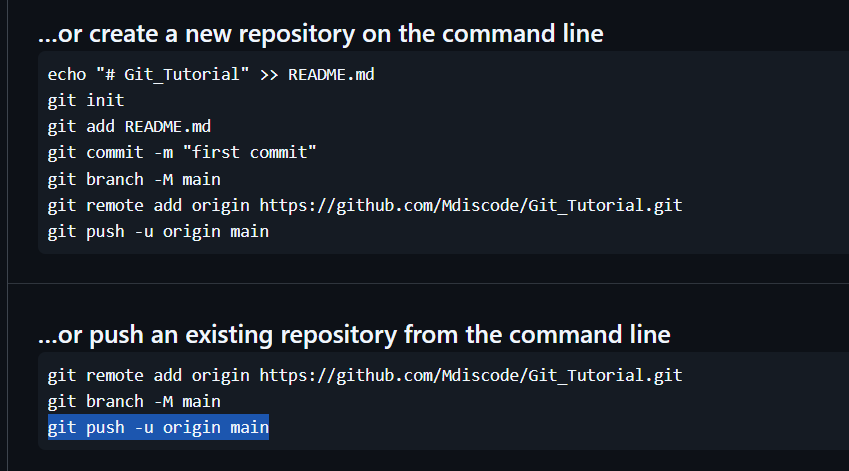 ...or create a new repository on the command line
echo "# Git_Tutorial" >> README.md
git init
git add README.md
git commit -m "first commit"
git branch -M main
git remote add origin https://github.com/Mdiscode/Git_Tutorial.git
git push -u origin main
...or push an existing repository from the command line
git remote add origin https://github.com/Mdiscode/Git_Tutorial.git
git branch -M main
git push -u origin main